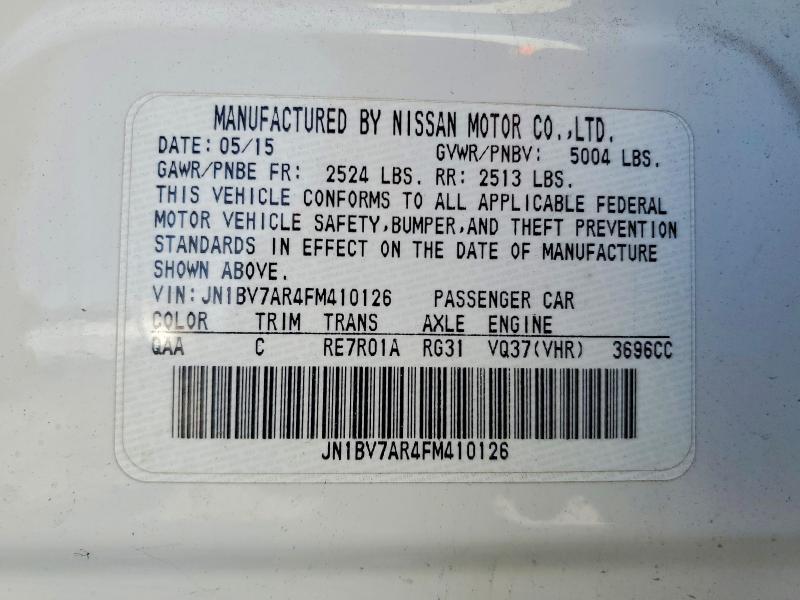 MANUFACTURED BY NISSAN MOTOR CO.,LTD.
DATE: 05/15 GVWR/PNBV: 5004 LBS.
GAWR/PNBE FR: 2524 LBS. RR: 2513 LBS.
THIS VEHICLE CONFORMS TO ALL APPLICABLE FEDERAL
MOTOR VEHICLE SAFETY,BUMPER,AND THEFT PREVENTION
STANDARDS IN EFFECT ON THE DATE OF MANUFACTURE
SHOWN ABOVE.
VIN: JN1BV7AR4FM410126 PASSENGER CAR
COLOR TRIM TRANS AXLE ENGINE
QAA C RE7R01A RG31 VQ37(VHR) 3696CC
JN1BV7AR4FM410126